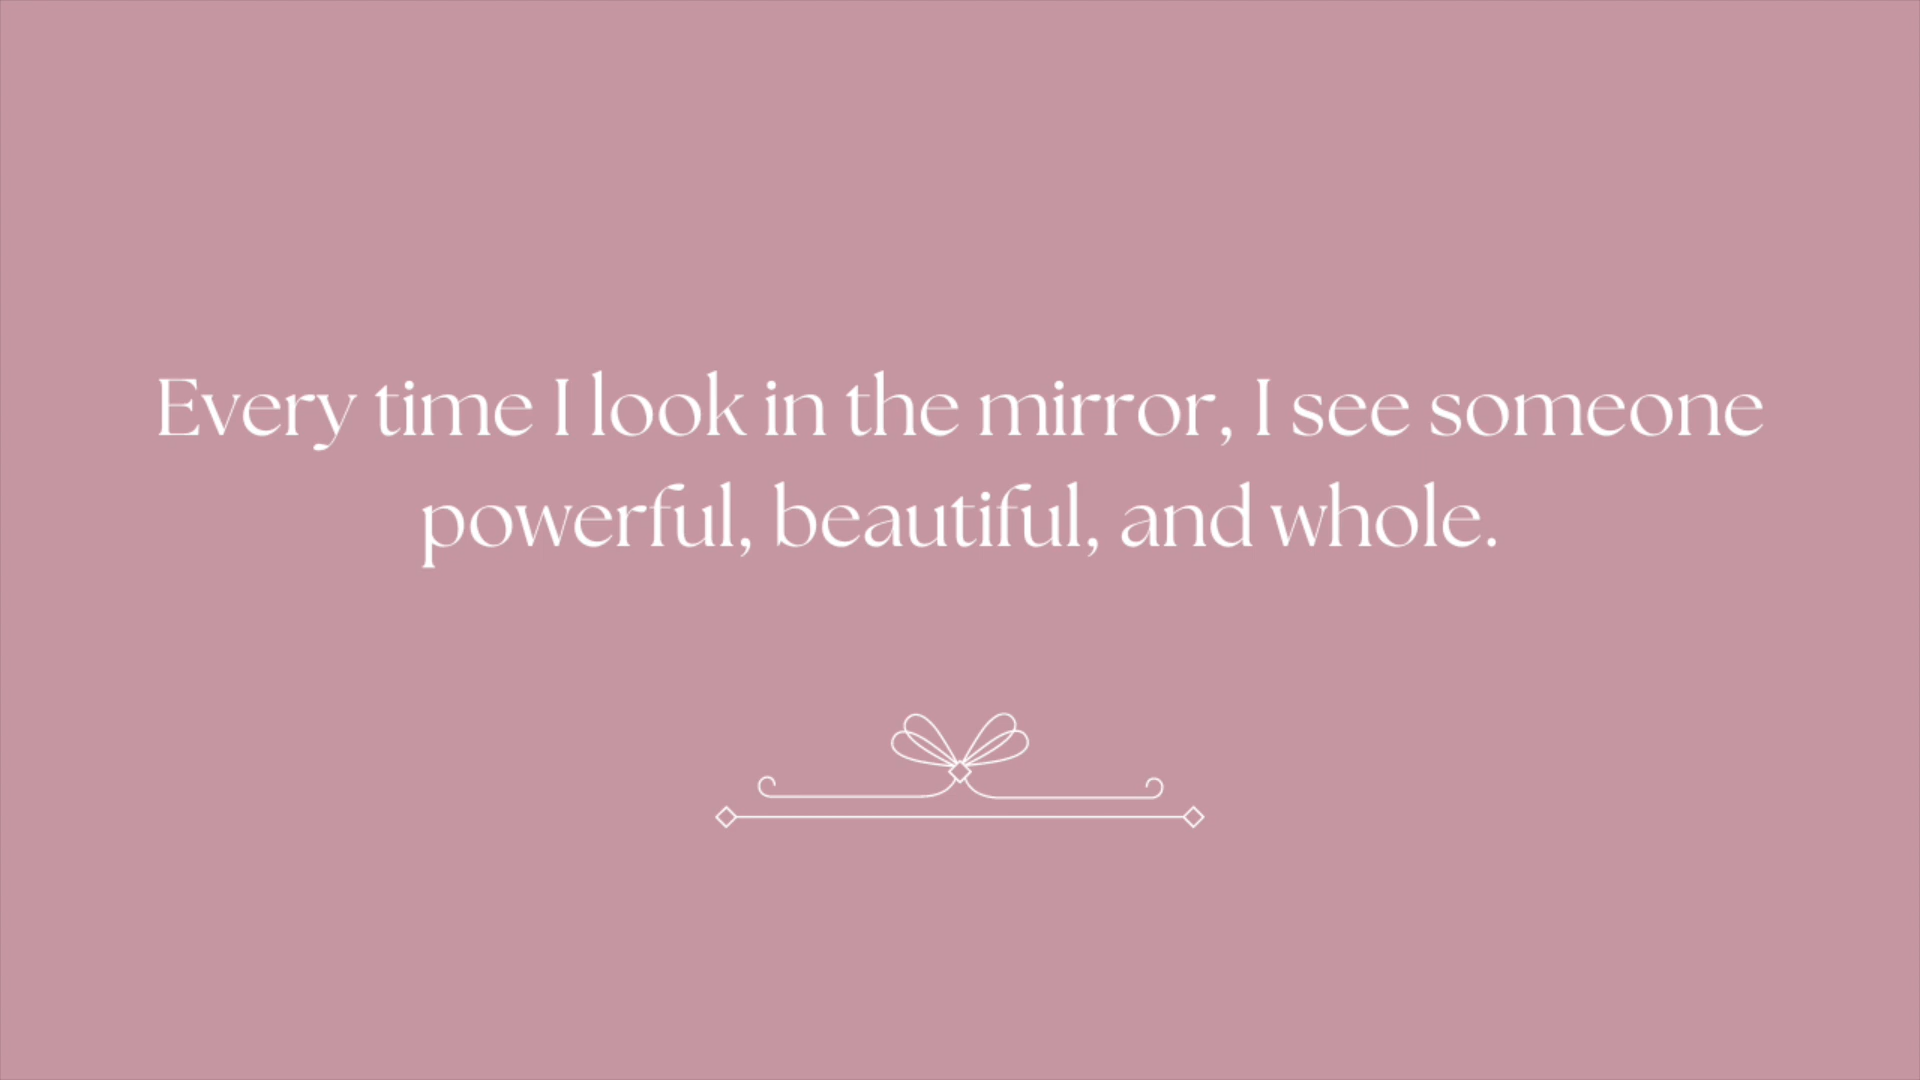 Every time I look in the mirror, I see someone
powerful, beautiful, and whole.